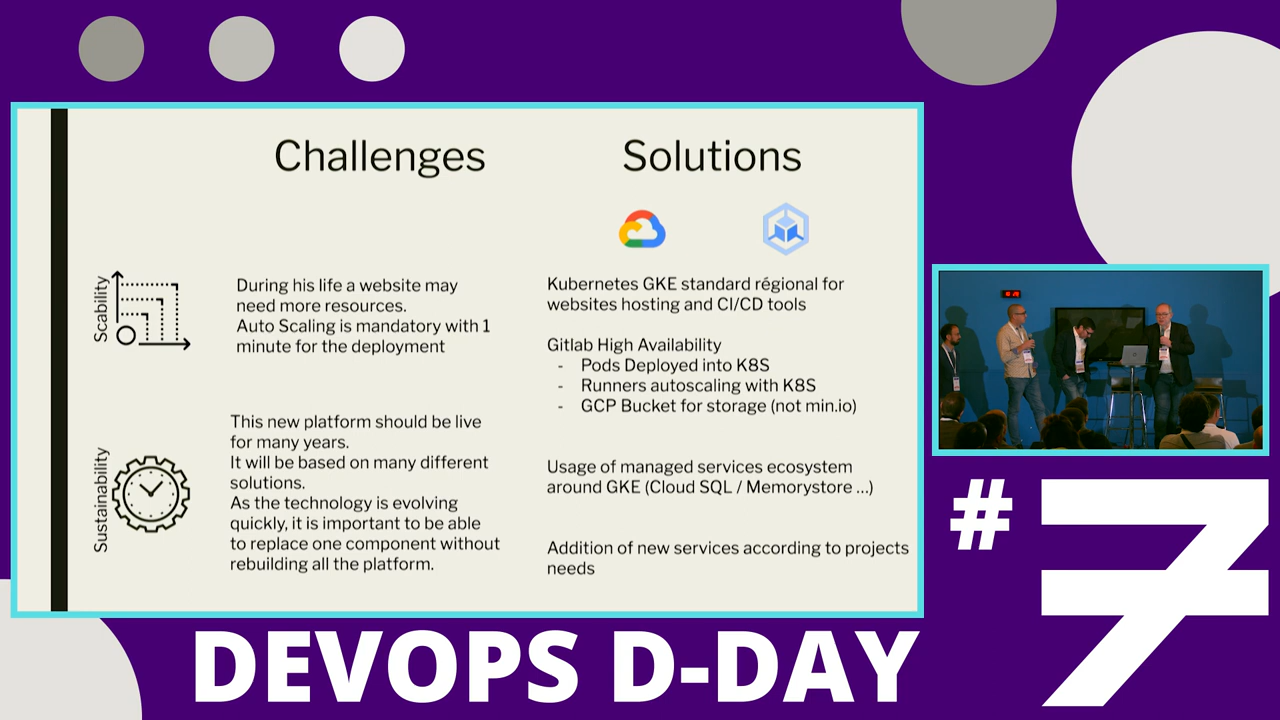 Challenges
Solutions
Scability
During his life a website may
need more resources.
Auto Scaling is mandatory with 1
minute for the deployment
Kubernetes GKE standard régional for
websites hosting and CI/CD tools
Gitlab High Availability
- Pods Deployed into K8S
- Runners autoscaling with K8S
- GCP Bucket for storage (not min.io)
Sustainability
This new platform should be live
for many years.
It will be based on many different
solutions.
As the technology is evolving
quickly, it is important to be able
to replace one component without
rebuilding all the platform.
Usage of managed services ecosystem
around GKE (Cloud SQL / Memorystore ...)
Addition of new services according to projects
needs
#7
DEVOPS D-DAY